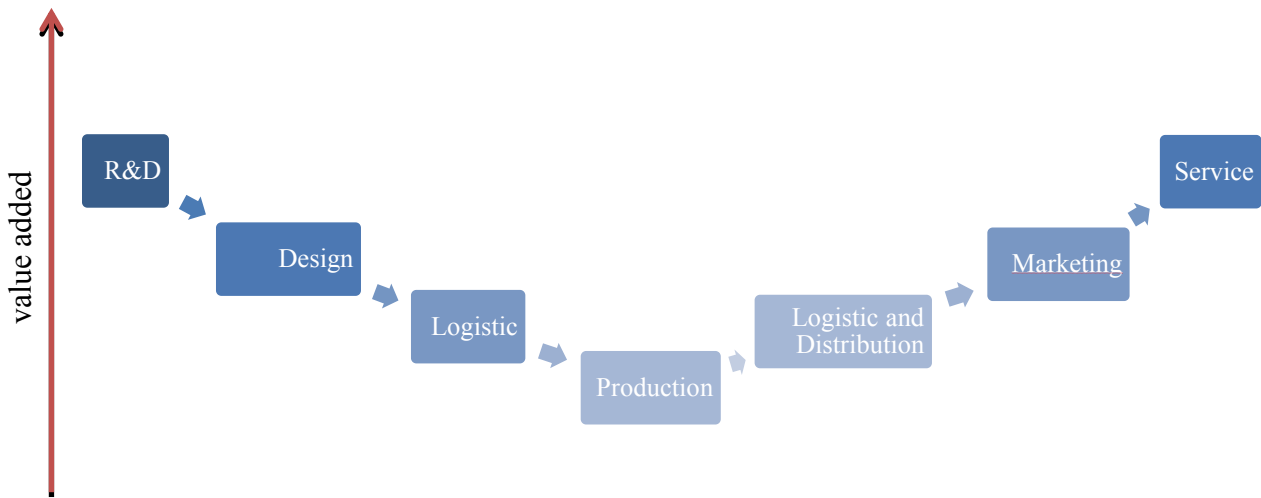 value added
R&D
Design
Logistic
Production
Logistic and
Distribution
Marketing
Service